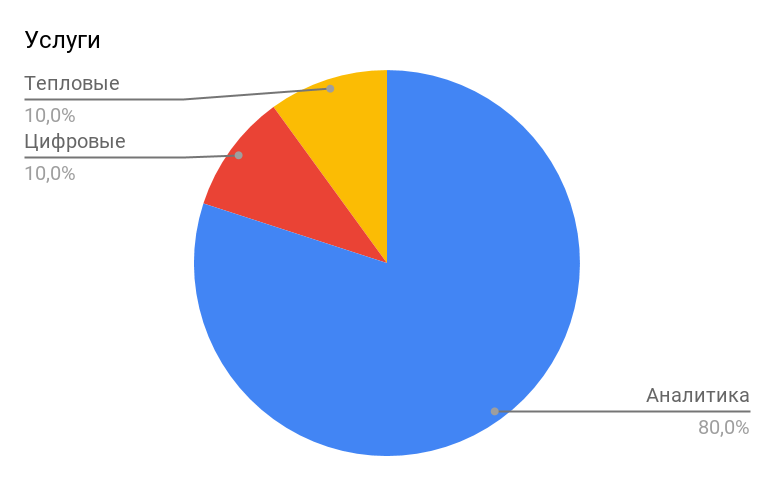 Услуги
Тепловые
10,0%
Цифровые
10,0%
Аналитика
80,0%